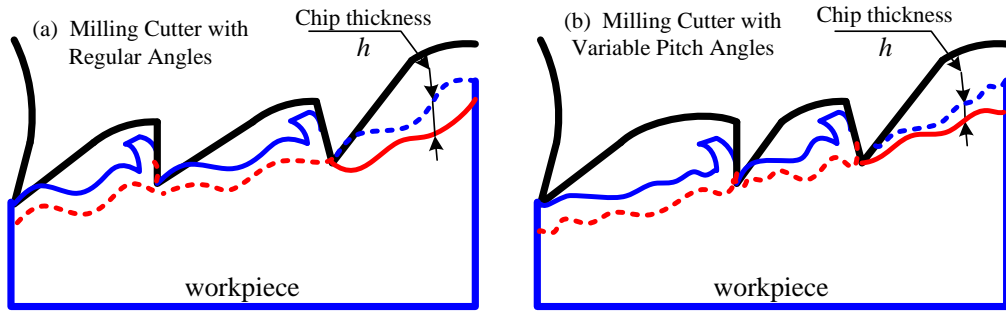 (a) Milling Cutter with
Regular Angles
Chip thickness
h
workpiece
(b) Milling Cutter with
Variable Pitch Angles
Chip thickness
h
workpiece